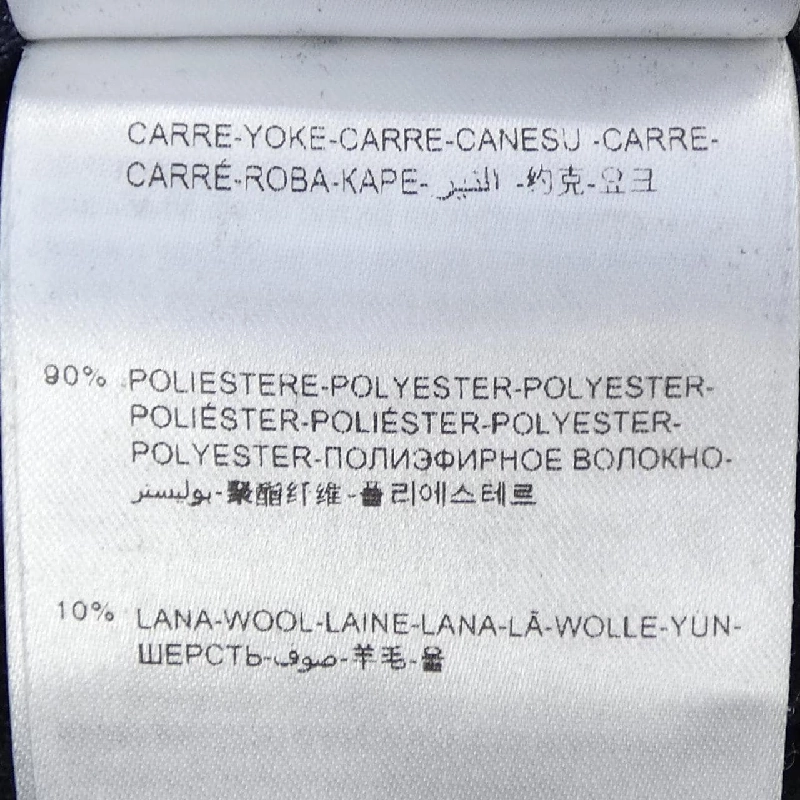 CARRE-YOKE-CARRE-CANESU -CARRE-
CARRÉ-ROBA-KAPE- النير -约克-요크
90% POLIESTERE-POLYESTER-POLYESTER-
POLIÉSTER-POLIÉSTER-POLYESTER-
POLYESTER-ПОЛИЭФИРНОЕ ВОЛОКНО-
بوليستر-聚酯纤维-폴리에스테르
10% LANA-WOOL-LAINE-LANA-LÃ-WOLLE-YÜN-
ШЕРСТЬ-صوف-羊毛-울